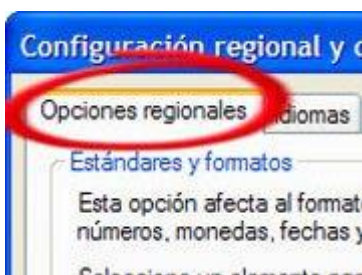 Configuración regional y
Opciones regionales
Idiomas
Estándares y formatos
Esta opción afecta al format
números, monedas, fechas y